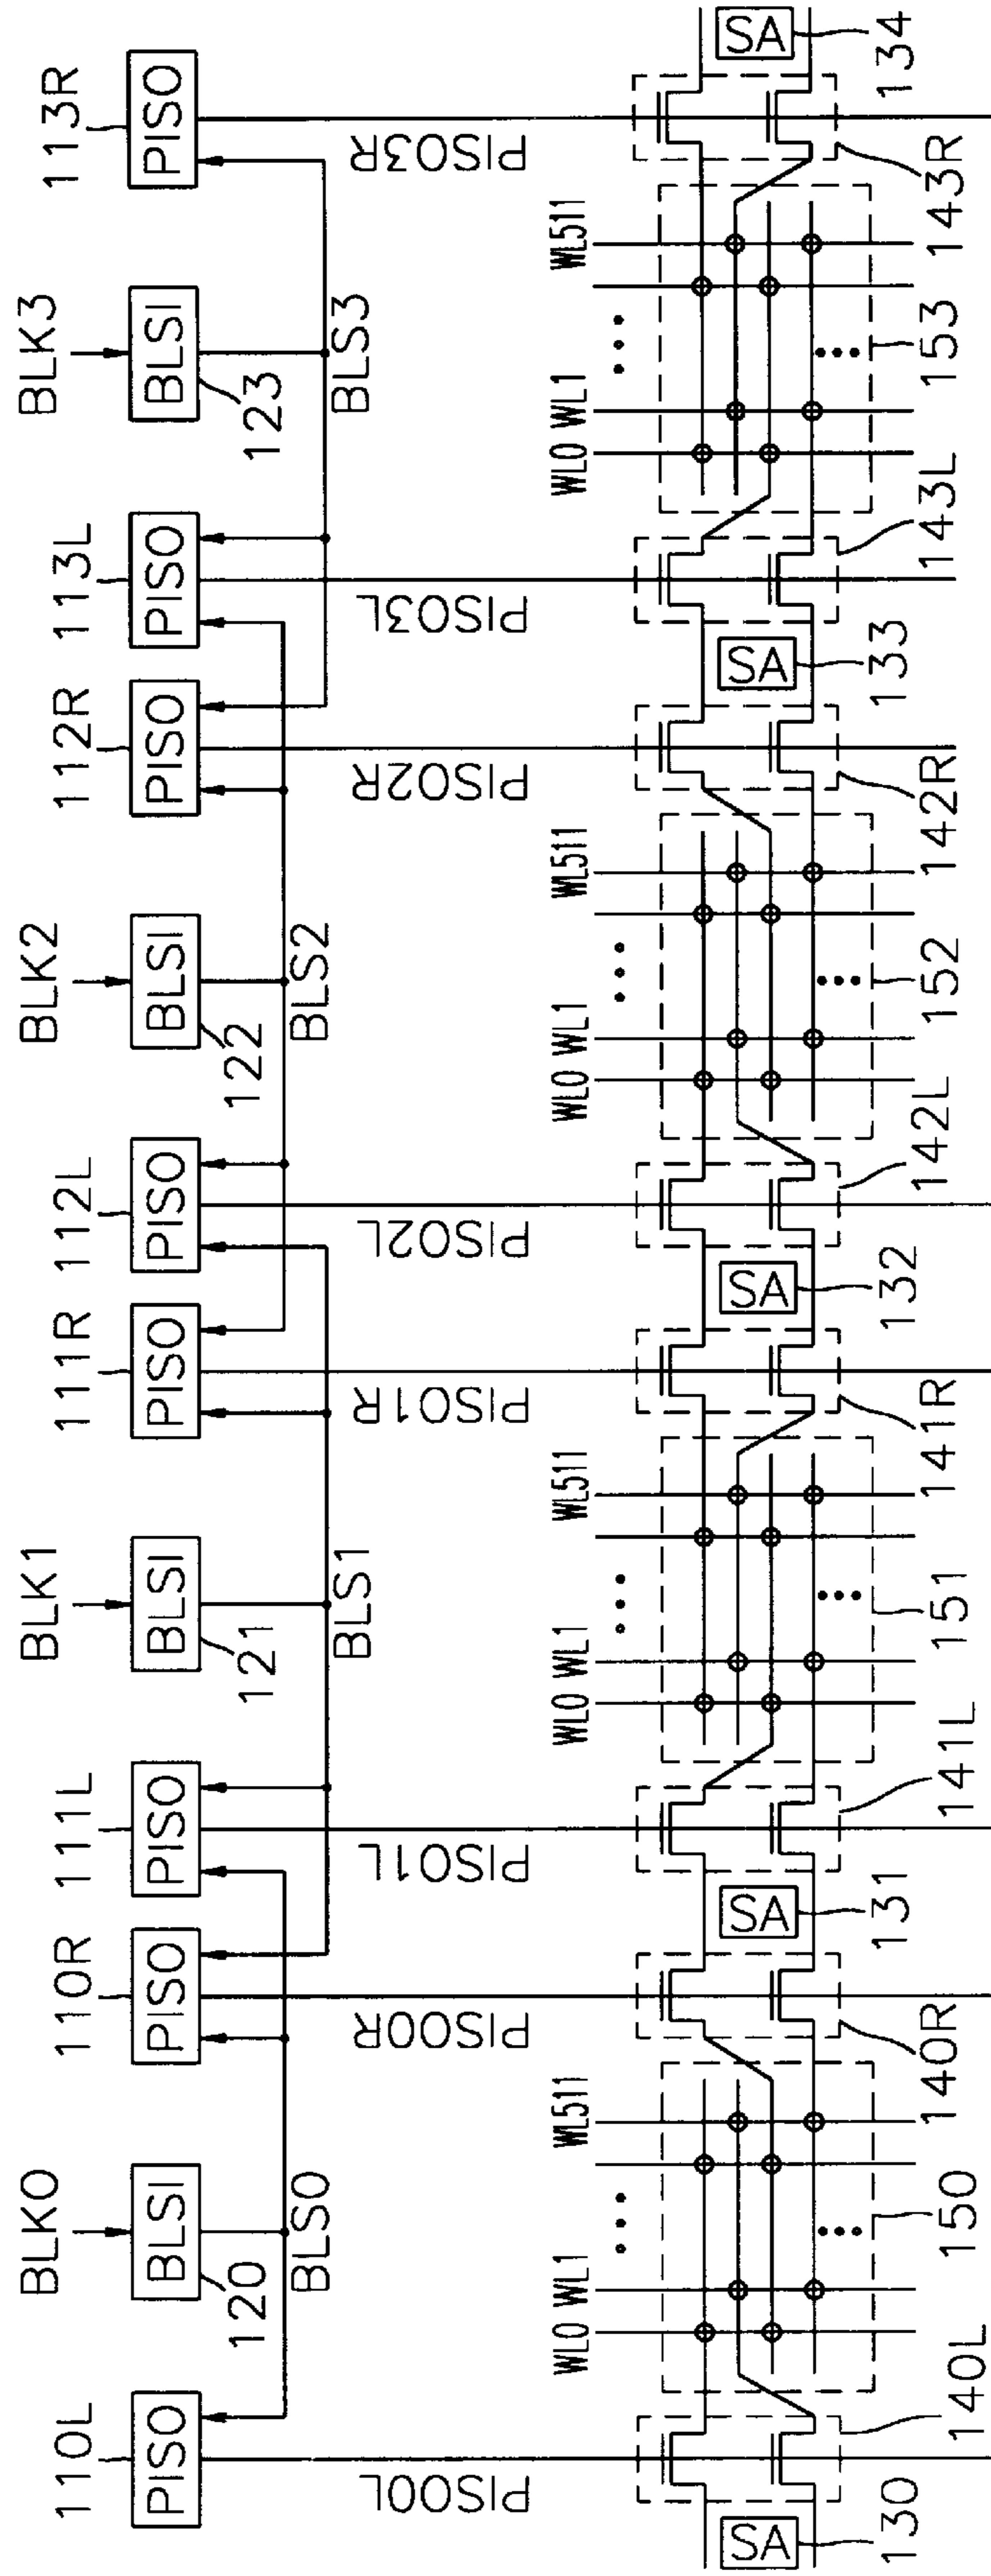 BLK0 BLK1 BLK2 BLK3
110L 110R 111L 111R 112L 112R 113L 113R
PISO BLSI PISO PISO BLSI PISO PISO BLSI PISO PISO BLSI PISO
120 121 122 123
BLS0 BLS1 BLS2 BLS3
PISO0L PISO0R PISO1L PISO1R PISO2L PISO2R PISO3L PISO3R
WL0 WL1 ••• WL511 WL0 WL1 ••• WL511 WL0 WL1 ••• WL511 WL0 WL1 ••• WL511
SA SA SA SA SA
130 140L 150 140R 131 141L 151 141R 132 142L 152 142R 133 143L 153 143R 134